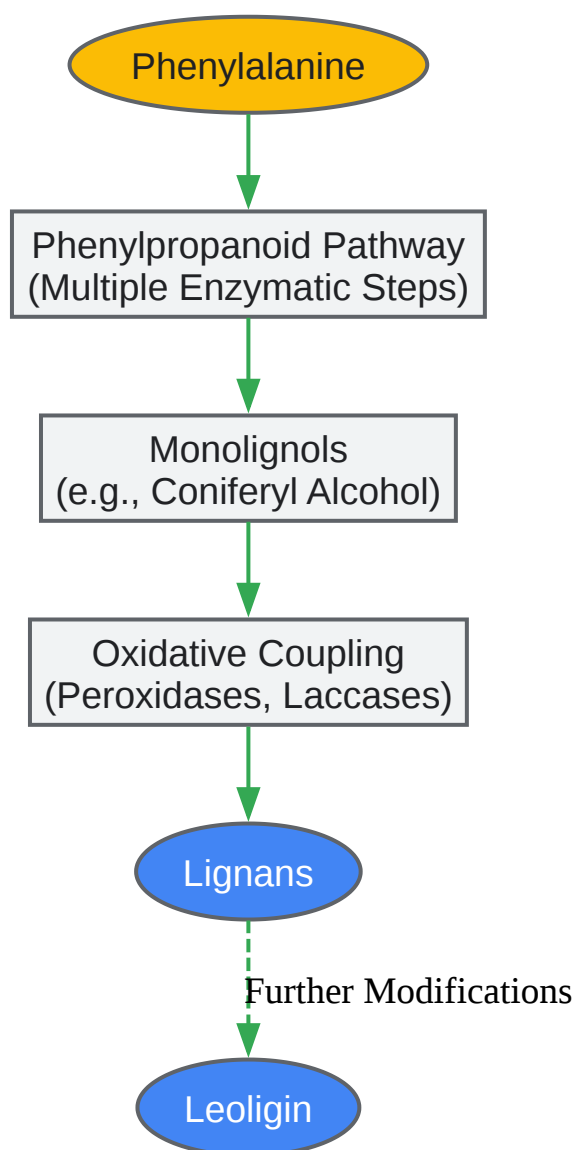 Phenylalanine
Phenylpropanoid Pathway
(Multiple Enzymatic Steps)
Monolignols
(e.g., Coniferyl Alcohol)
Oxidative Coupling
(Peroxidases, Laccases)
Lignans
Further Modifications
Leoligin